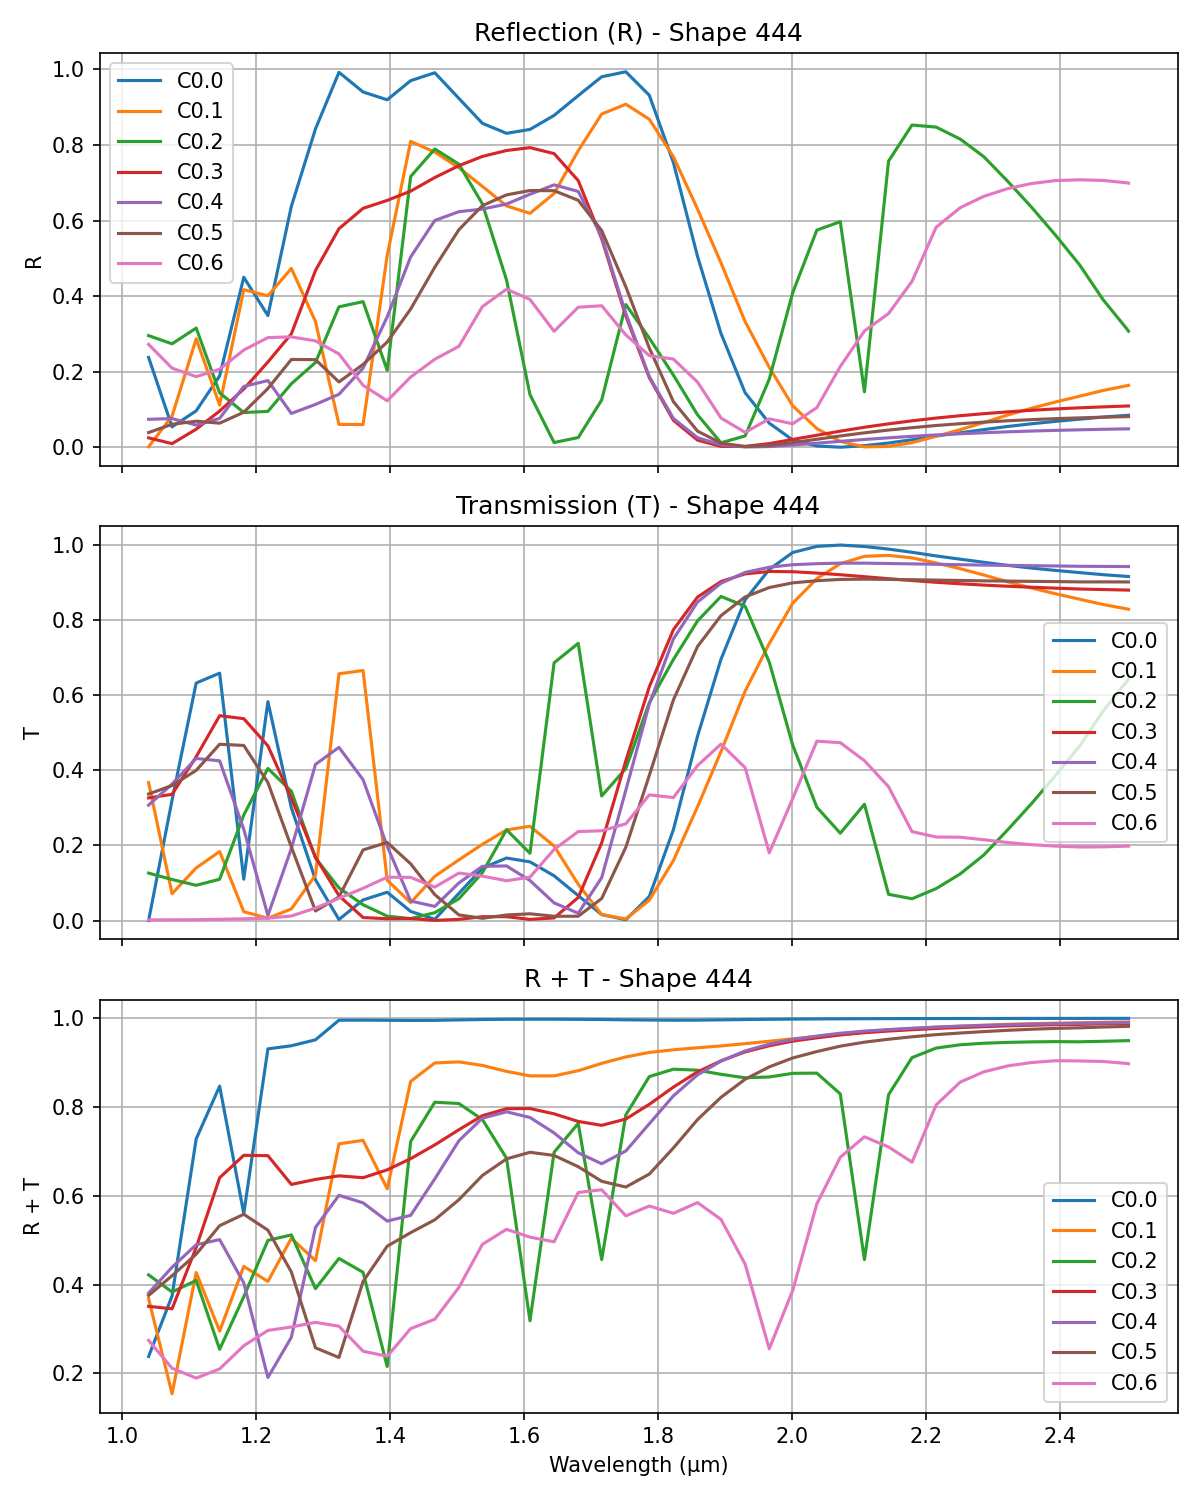 Reflection (R) - Shape 444
1.0
0.8
0.6
0.4
0.2
0.0
R
C0.0
C0.1
C0.2
C0.3
C0.4
C0.5
C0.6
Transmission (T) - Shape 444
1.0
0.8
0.6
0.4
0.2
0.0
T
C0.0
C0.1
C0.2
C0.3
C0.4
C0.5
C0.6
R + T - Shape 444
1.0
0.8
0.6
0.4
0.2
R + T
C0.0
C0.1
C0.2
C0.3
C0.4
C0.5
C0.6
1.0 1.2 1.4 1.6 1.8 2.0 2.2 2.4
Wavelength (μm)